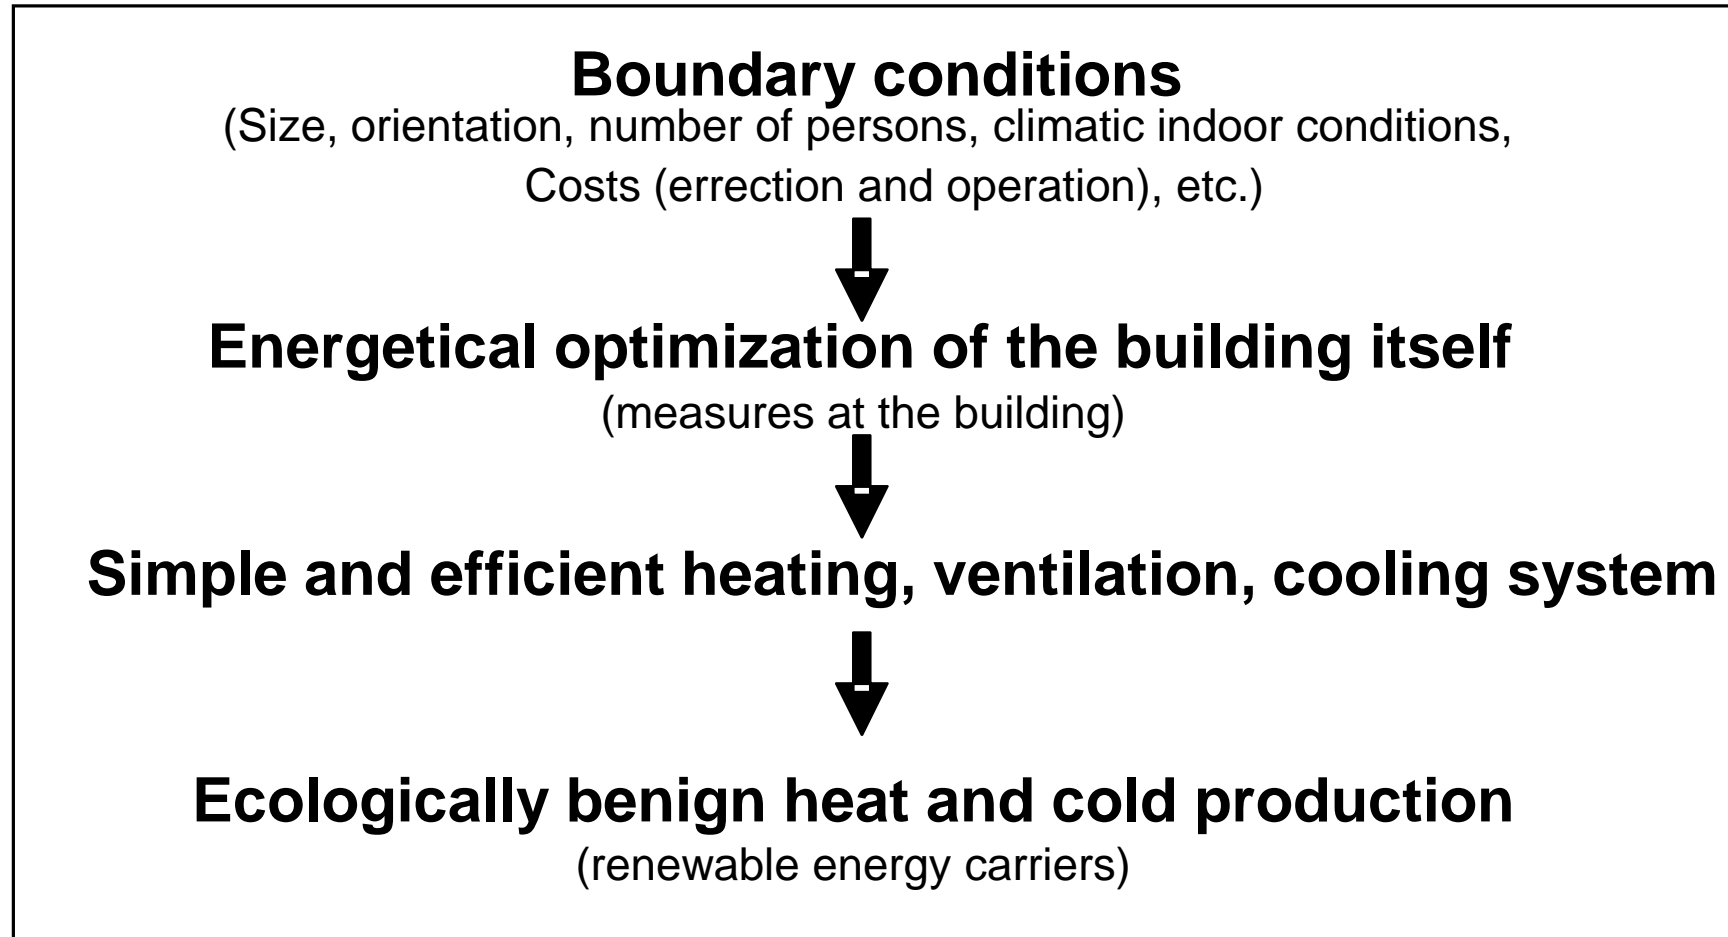 Boundary conditions
(Size, orientation, number of persons, climatic indoor conditions,
Costs (errection and operation), etc.)
Energetical optimization of the building itself
(measures at the building)
Simple and efficient heating, ventilation, cooling system
Ecologically benign heat and cold production
(renewable energy carriers)